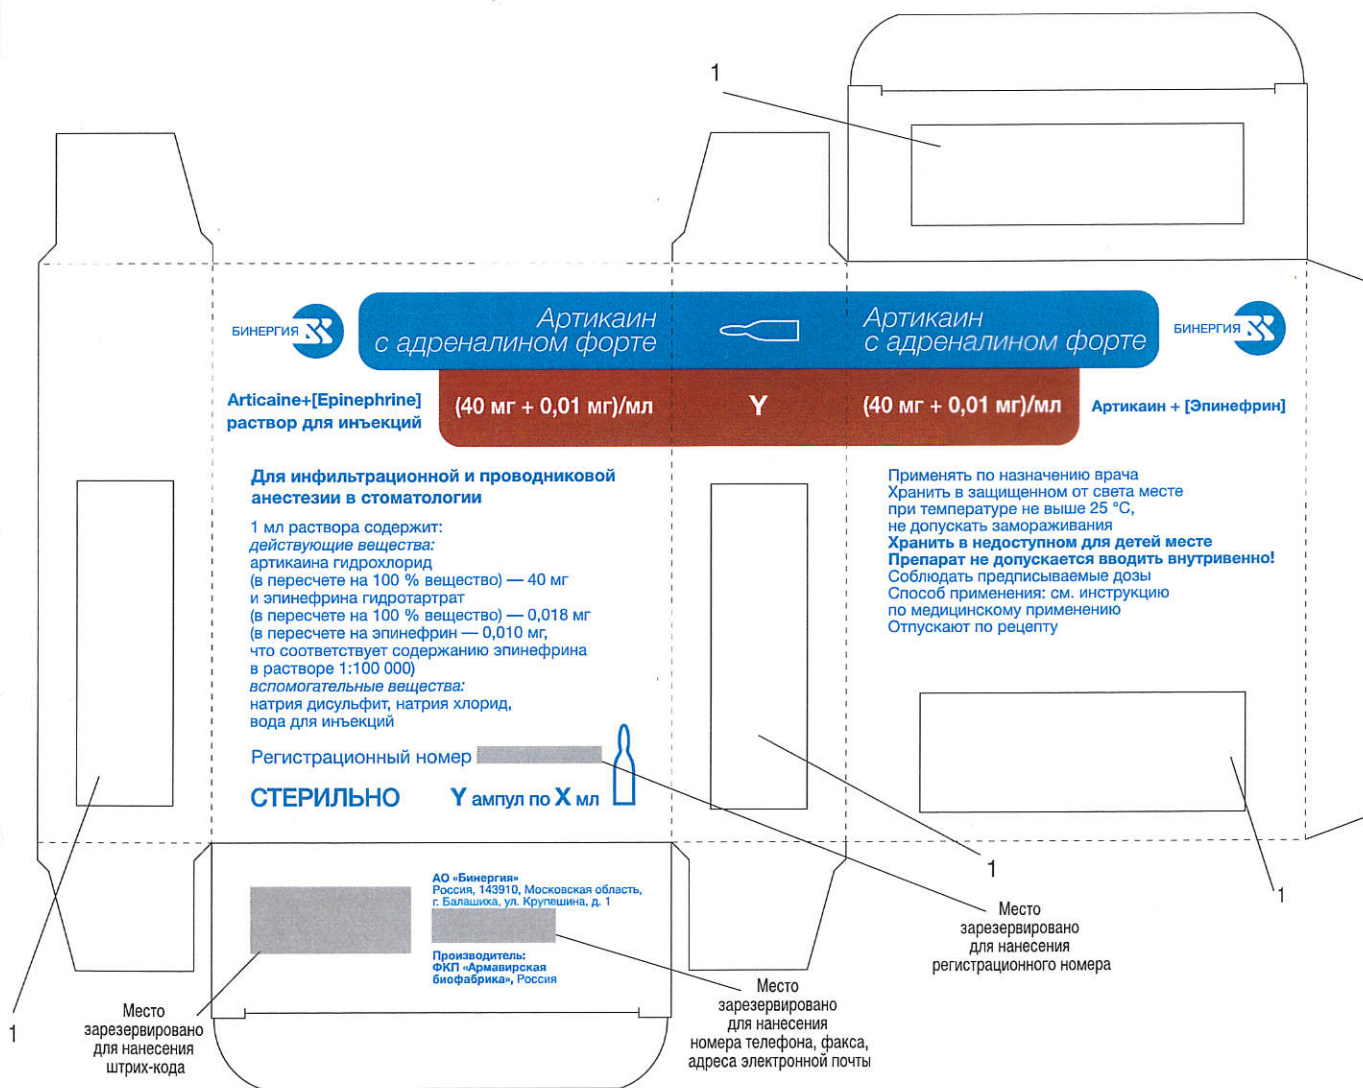 1
БИНЕРГИЯ
Артикаин
с адреналином форте
Articaine+[Epinephrine]
раствор для инъекций
(40 мг + 0,01 мг)/мл
Y
Артикаин
с адреналином форте
БИНЕРГИЯ
(40 мг + 0,01 мг)/мл
Артикаин + [Эпинефрин]
Для инфильтрационной и проводниковой
анестезии в стоматологии
1 мл раствора содержит:
действующие вещества:
артикаина гидрохлорид
(в пересчете на 100 % вещество) — 40 мг
и эпинефрина гидротартрат
(в пересчете на 100 % вещество) — 0,018 мг
(в пересчете на эпинефрин — 0,010 мг,
что соответствует содержанию эпинефрина
в растворе 1:100 000)
вспомогательные вещества:
натрия дисульфит, натрия хлорид,
вода для инъекций
Регистрационный номер
СТЕРИЛЬНО
Y ампул по X мл
Применять по назначению врача
Хранить в защищенном от света месте
при температуре не выше 25 °C,
не допускать замораживания
Хранить в недоступном для детей месте
Препарат не допускается вводить внутривенно!
Соблюдать предписываемые дозы
Способ применения: см. инструкцию
по медицинскому применению
Отпускают по рецепту
АО «Бинергия»
Россия, 143910, Московская область,
г. Балашиха, ул. Крупешина, д. 1
Производитель:
ФКП «Армавирская
биофабрика», Россия
1
1
1
Место
зарезервировано
для нанесения
регистрационного номера
Место
зарезервировано
для нанесения
номера телефона, факса,
адреса электронной почты
Место
зарезервировано
для нанесения
штрих-кода